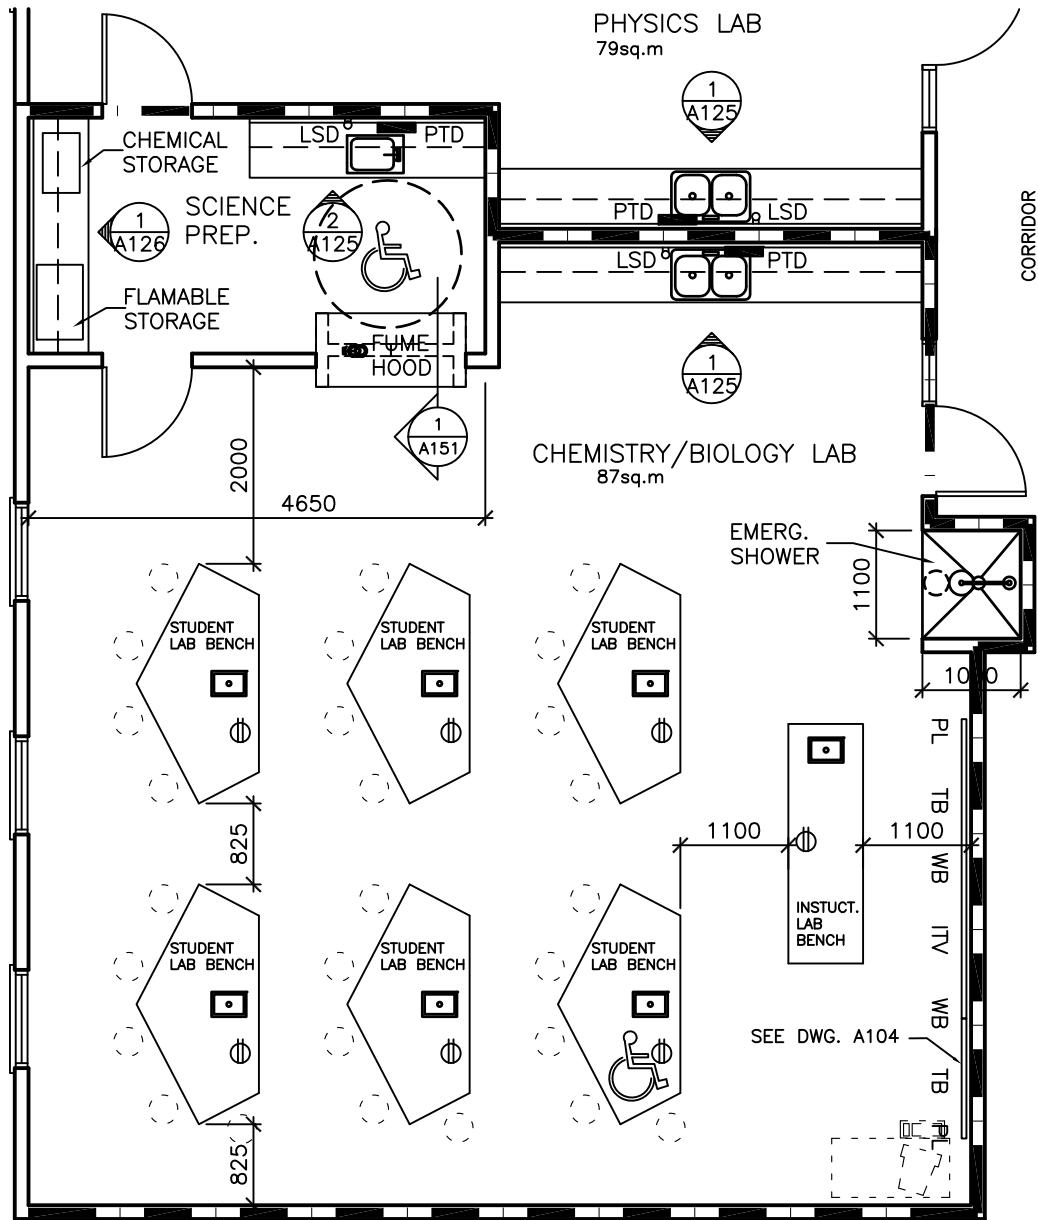 PHYSICS LAB
79sq.m
1
A125
CHEMICAL
STORAGE
LSD
PTD
SCIENCE
PREP.
1
A126
2
A125
PTD
LSD
CORRIDOR
LSD
PTD
FLAMABLE
STORAGE
FUME
HOOD
1
A125
1
A151
2000
CHEMISTRY/BIOLOGY LAB
87sq.m
4650
EMERG.
SHOWER
1100
STUDENT
LAB BENCH
STUDENT
LAB BENCH
STUDENT
LAB BENCH
PL
TB
825
1100
1100
WB
INSTUCT.
LAB
BENCH
ITV
STUDENT
LAB BENCH
STUDENT
LAB BENCH
STUDENT
LAB BENCH
WB
SEE DWG. A104
TB
PL
825